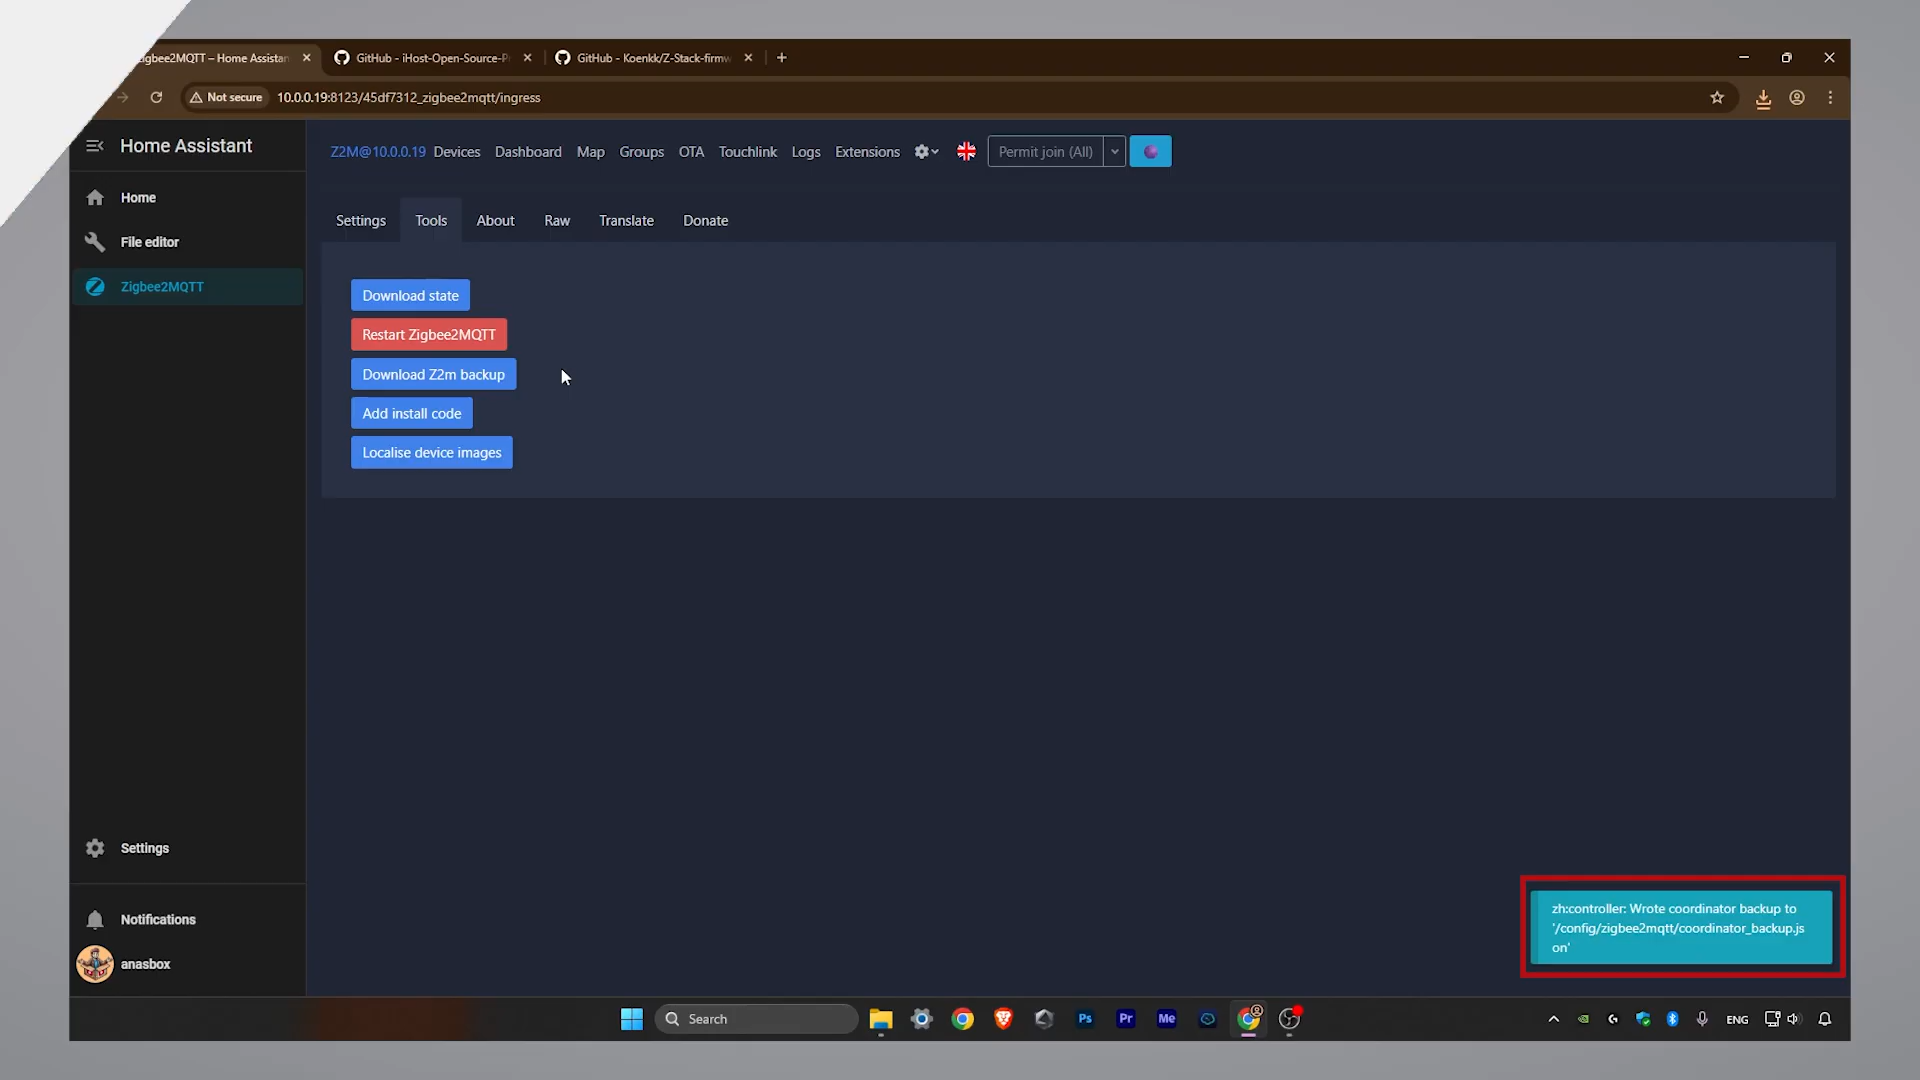 igbee2MQTT – Home Assistan
GitHub - iHost-Open-Source-P
GitHub - Koenkk/Z-Stack-firmw
Not secure
10.0.0.19:8123/45df7312_zigbee2mqtt/ingress
Home Assistant
Home
File editor
Zigbee2MQTT
Settings
Notifications
anasbox
Z2M@10.0.0.19 Devices Dashboard Map Groups OTA Touchlink Logs Extensions
Permit join (All)
Settings Tools About Raw Translate Donate
Download state
Restart Zigbee2MQTT
Download Z2m backup
Add install code
Localise device images
zh:controller: Wrote coordinator backup to
'/config/zigbee2mqtt/coordinator_backup.js
on'
Search
Ps
Pr
Me
ENG